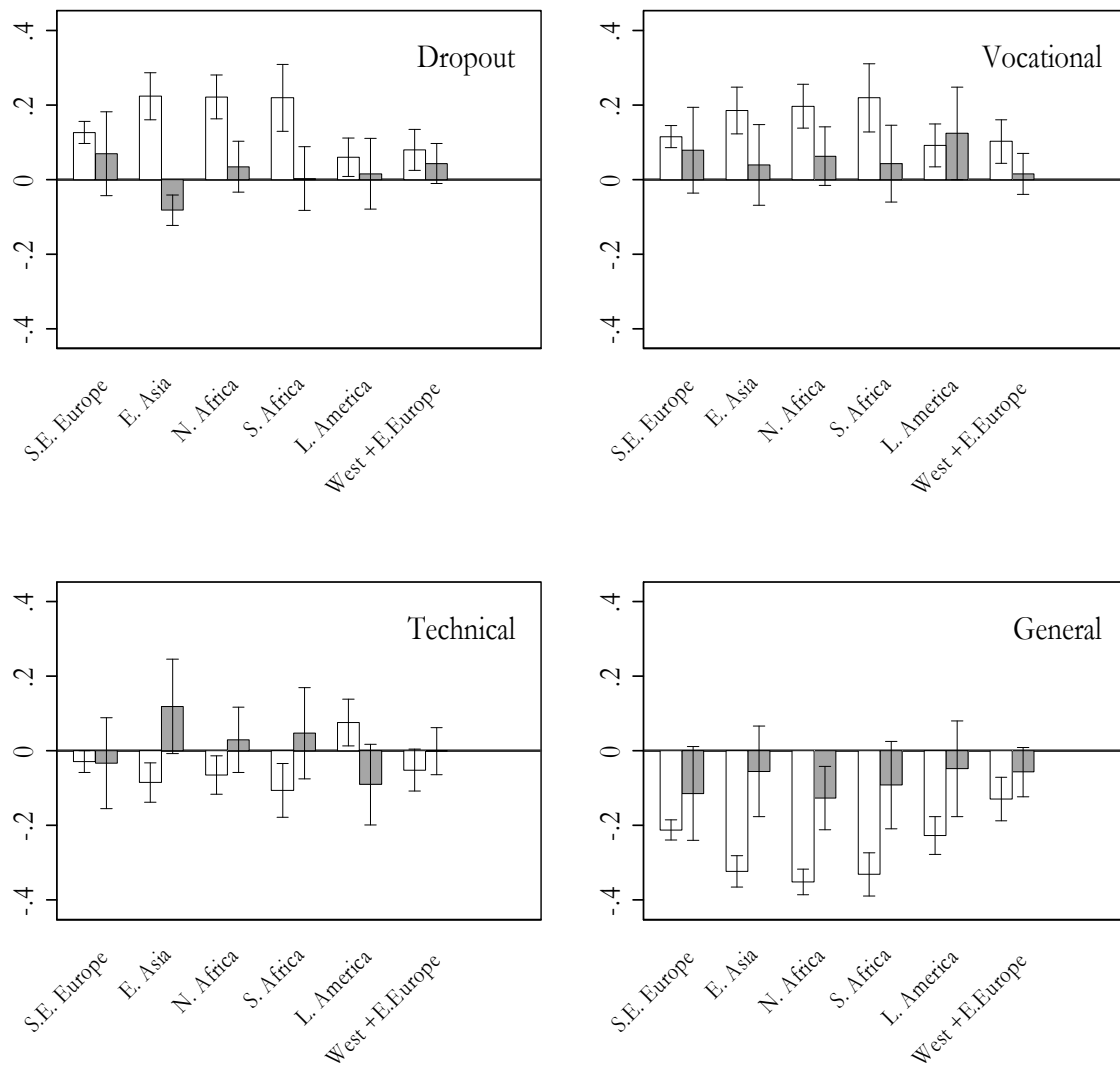 Dropout
.4
.2
0
-.2
-.4
S.E. Europe
E. Asia
N. Africa
S. Africa
L. America
West +E.Europe
Vocational
.4
.2
0
-.2
-.4
S.E. Europe
E. Asia
N. Africa
S. Africa
L. America
West +E.Europe
Technical
.4
.2
0
-.2
-.4
S.E. Europe
E. Asia
N. Africa
S. Africa
L. America
West +E.Europe
General
.4
.2
0
-.2
-.4
S.E. Europe
E. Asia
N. Africa
S. Africa
L. America
West +E.Europe